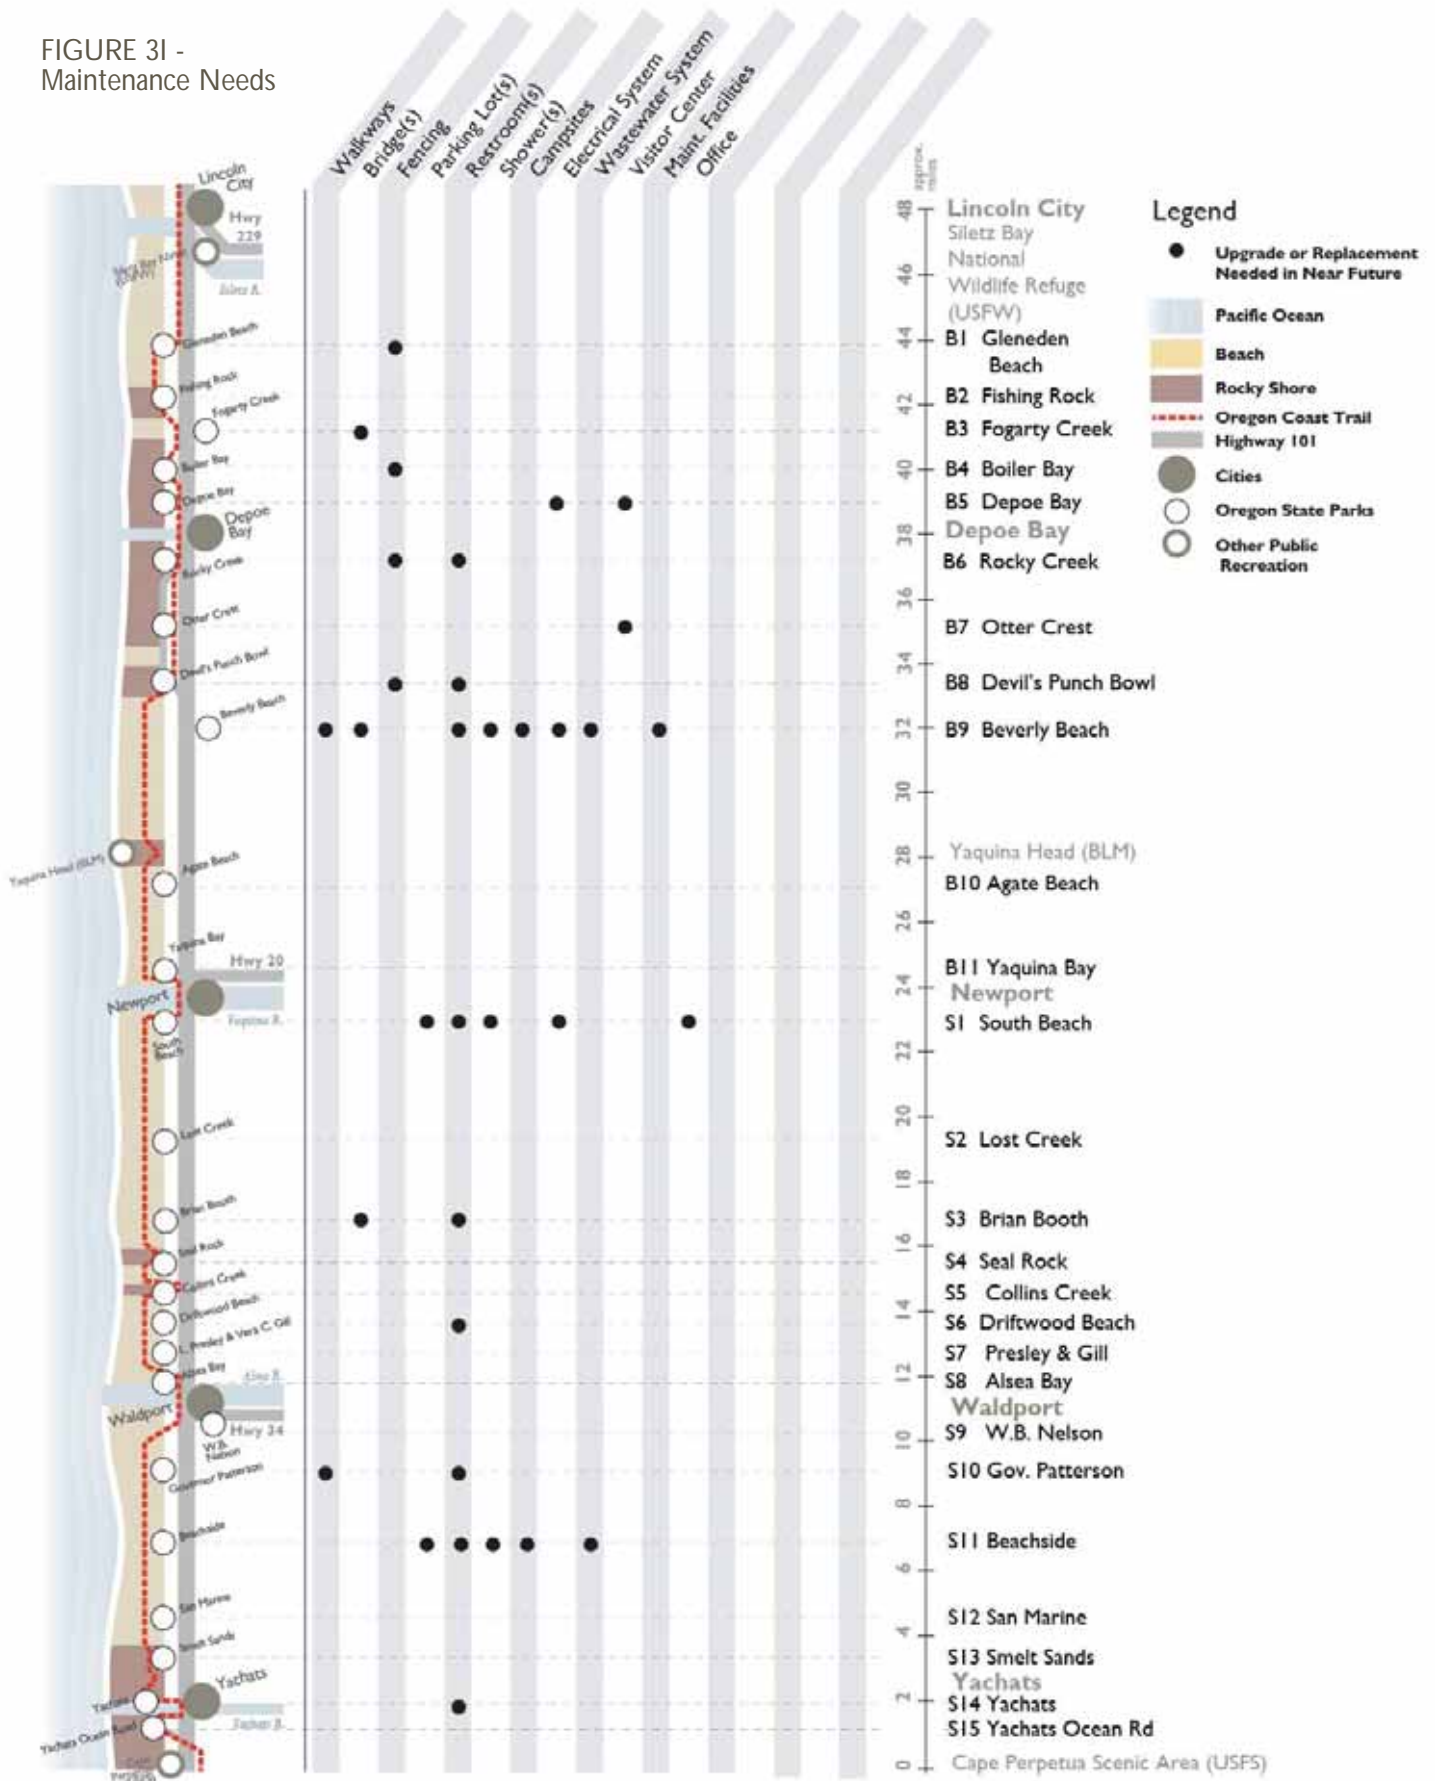 FIGURE 3I -
Maintenance Needs
Walkways
Bridge(s)
Fencing
Parking Lot(s)
Restroom(s)
Shower(s)
Campsites
Electrical System
Wastewater System
Visitor Center
Maint. Facilities
Office
approx.
miles
48
46
44
42
40
38
36
34
32
30
28
26
24
22
20
18
16
14
12
10
8
6
4
2
0
Lincoln City
Siletz Bay
National
Wildlife Refuge
(USFW)
B1 Gleneden
Beach
B2 Fishing Rock
B3 Fogarty Creek
B4 Boiler Bay
B5 Depoe Bay
Depoe Bay
B6 Rocky Creek
B7 Otter Crest
B8 Devil's Punch Bowl
B9 Beverly Beach
Yaquina Head (BLM)
B10 Agate Beach
B11 Yaquina Bay
Newport
S1 South Beach
S2 Lost Creek
S3 Brian Booth
S4 Seal Rock
S5 Collins Creek
S6 Driftwood Beach
S7 Presley & Gill
S8 Alsea Bay
Waldport
S9 W.B. Nelson
S10 Gov. Patterson
S11 Beachside
S12 San Marine
S13 Smelt Sands
Yachats
S14 Yachats
S15 Yachats Ocean Rd
Cape Perpetua Scenic Area (USFS)
Legend
Upgrade or Replacement
Needed in Near Future
Pacific Ocean
Beach
Rocky Shore
Oregon Coast Trail
Highway 101
Cities
Oregon State Parks
Other Public
Recreation
Lincoln
City
Hwy
229
Siletz R.
Gleneden Beach
Fishing Rock
Fogarty Creek
Boiler Bay
Depoe Bay
Depoe
Bay
Rocky Creek
Otter Crest
Devil's Punch Bowl
Beverly Beach
Yaquina Head (BLM)
Agate Beach
Yaquina Bay
Hwy 20
Newport
Yaquina R.
South
Beach
Lost Creek
Brian Booth
Seal Rock
Collins Creek
Driftwood Beach
L. Presley & Vera C. Gill
Alsea Bay
Alsea R.
Waldport
Hwy 34
W.B.
Nelson
Governor Patterson
Beachside
San Marine
Smelt Sands
Yachats
Yachats
Yachats R.
Yachats Ocean Road